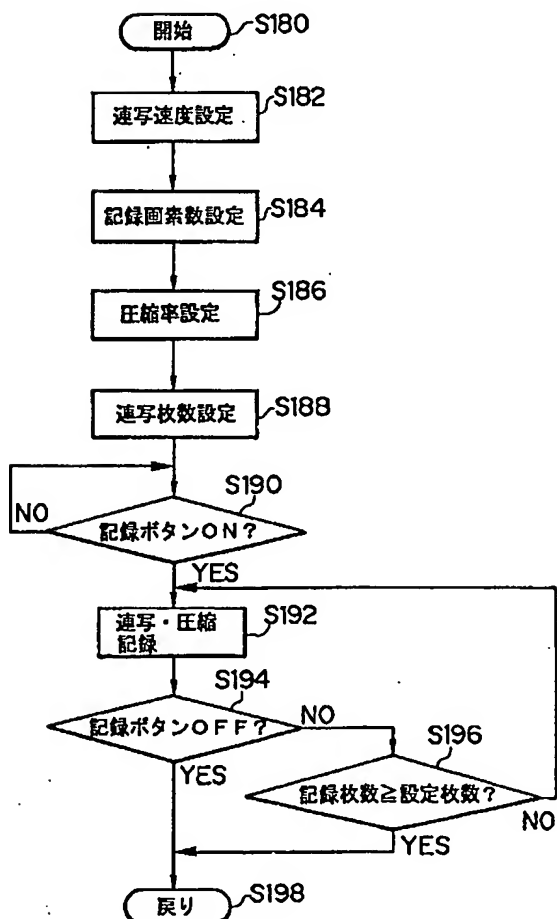 開始
S180
連写速度設定
S182
記録画素数設定
S184
圧縮率設定
S186
連写枚数設定
S188
S190
NO
記録ボタンON?
YES
連写・圧縮
記録
S192
S194
記録ボタンOFF?
NO
S196
YES
記録枚数≧設定枚数?
NO
YES
戻り
S198